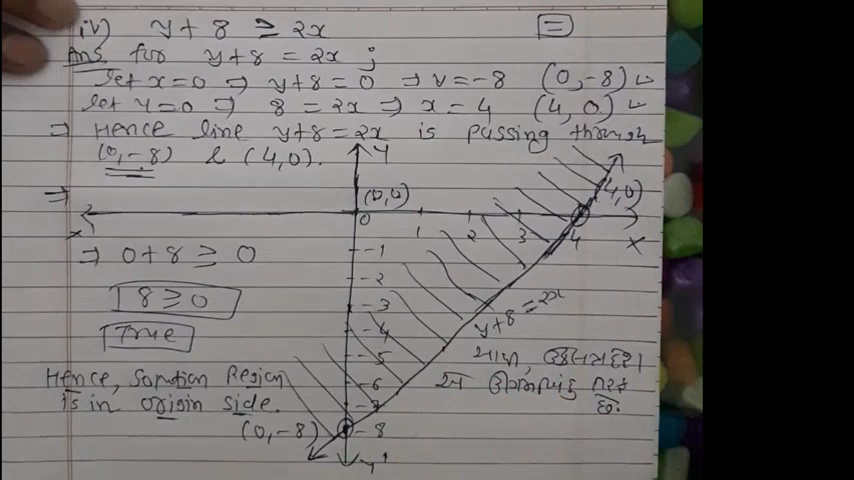 iv) y + 8 ≥ 2x
Ans for y+8 = 2x ;
let x=0 ⇒ y+8=0 ⇒ y=-8 (0,-8)
let y=0 ⇒ 8=2x ⇒ x=4 (4,0)
⇒ Hence line y+8=2x is passing through
(0,-8) & (4,0).
Y
⇒
(0,0)
(4,0)
x'
0
1
2
3
4
X
⇒ 0+8 ≥ 0
8 ≥ 0
True
-1
-2
-3
-4
-5
-6
-7
-8
y+8 = 2x
Hence, Solution Region
is in origin side.
(0,-8)
Y'